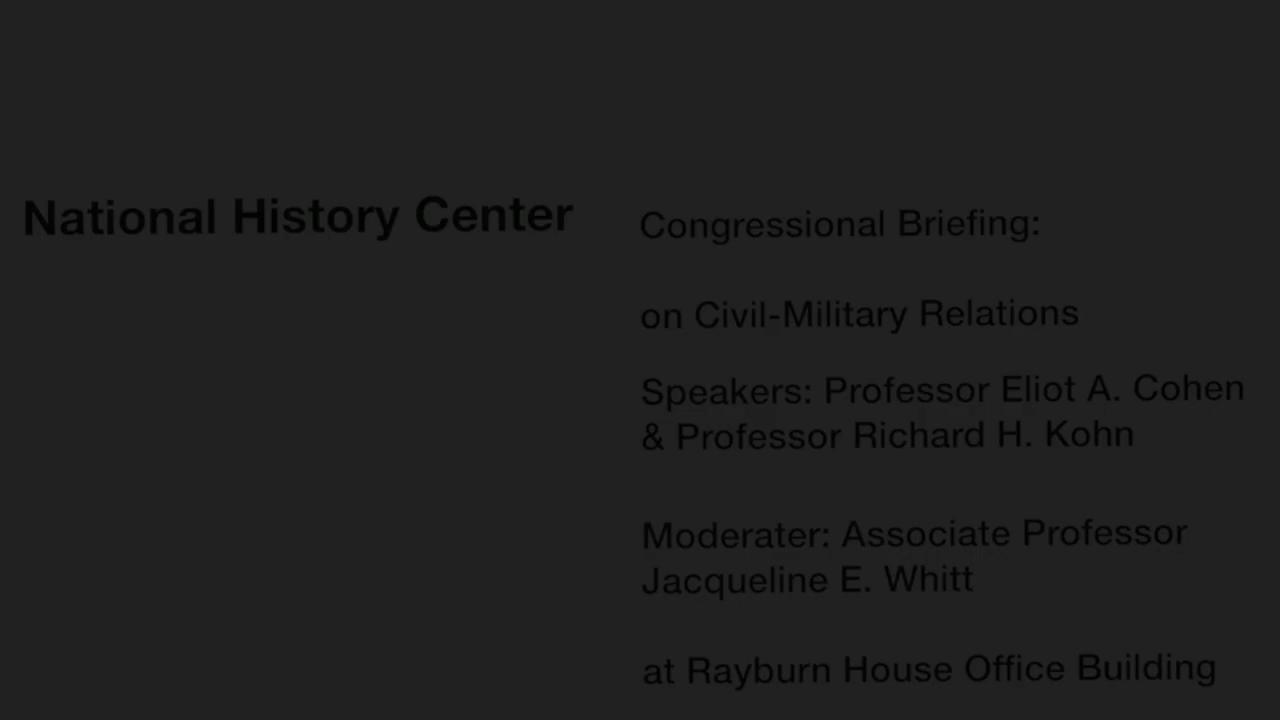 National History Center
Congressional Briefing:
on Civil-Military Relations
Speakers: Professor Eliot A. Cohen
& Professor Richard H. Kohn
Moderater: Associate Professor
Jacqueline E. Whitt
at Rayburn House Office Building